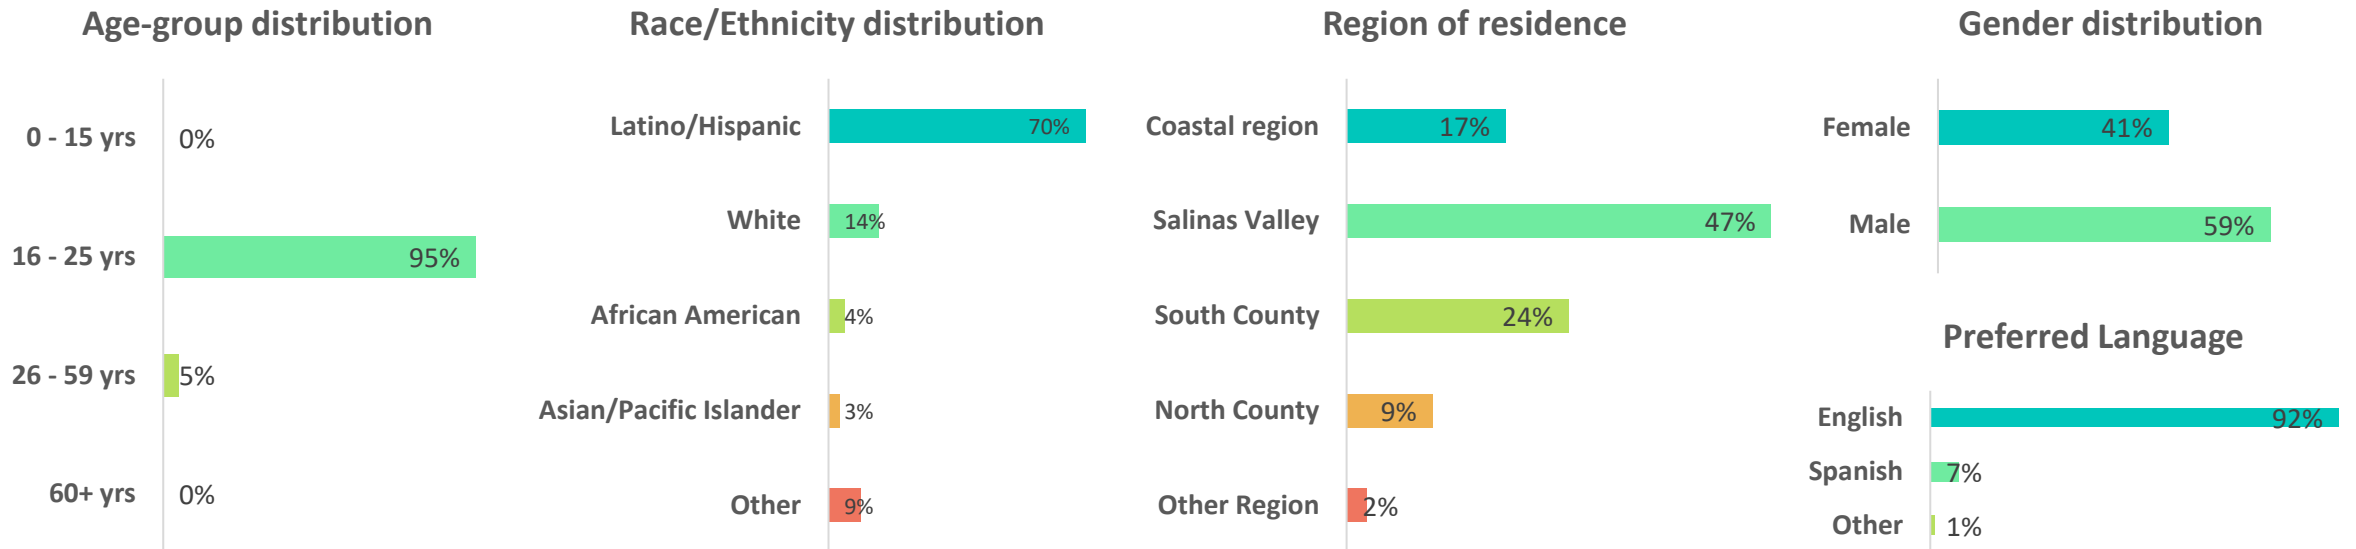 Age-group distribution
0 - 15 yrs 0%
16 - 25 yrs 95%
26 - 59 yrs 5%
60+ yrs 0%
Race/Ethnicity distribution
Latino/Hispanic 70%
White 14%
African American 4%
Asian/Pacific Islander 3%
Other 9%
Region of residence
Coastal region 17%
Salinas Valley 47%
South County 24%
North County 9%
Other Region 2%
Gender distribution
Female 41%
Male 59%
Preferred Language
English 92%
Spanish 7%
Other 1%